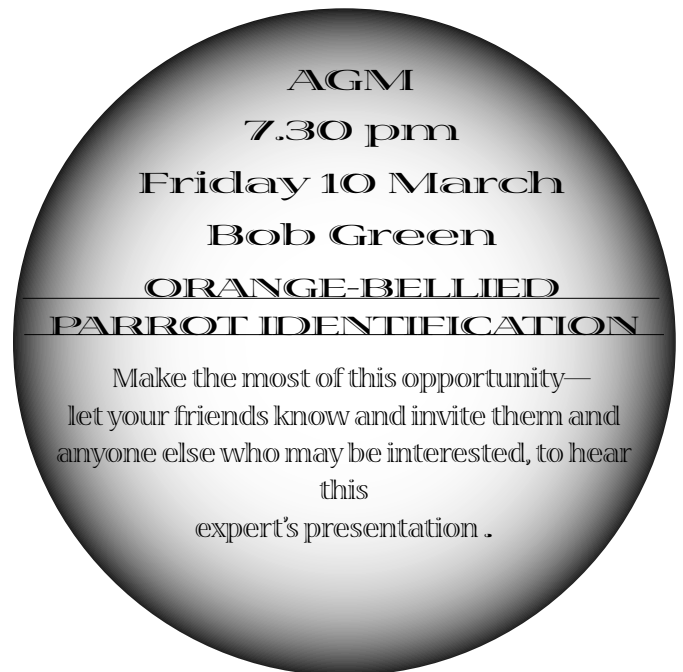 AGM
7.30 pm
Friday 10 March
Bob Green
ORANGE-BELLIED
PARROT IDENTIFICATION
Make the most of this opportunity—
let your friends know and invite them and
anyone else who may be interested, to hear
this
expert's presentation .